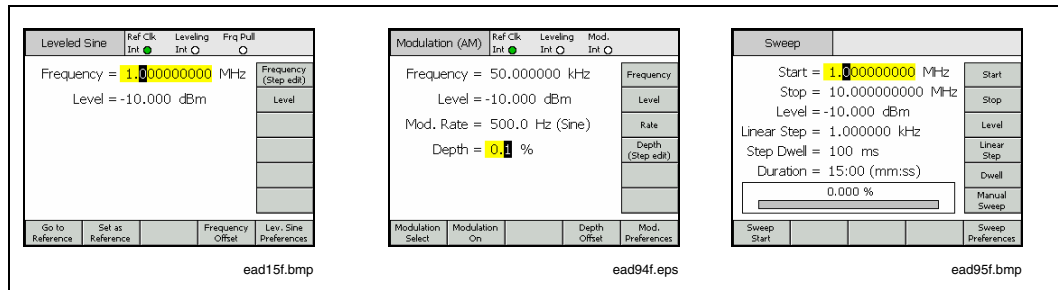 Leveled Sine
Ref Clk Leveling Frq Pull
Int Int
Frequency = 1.000000000 MHz
Frequency
(Step edit)
Level = -10.000 dBm
Level
Go to
Reference
Set as
Reference
Frequency
Offset
Lev. Sine
Preferences
ead15f.bmp
Modulation (AM)
Ref Clk Leveling Mod.
Int Int Int
Frequency = 50.000000 kHz
Frequency
Level = -10.000 dBm
Level
Mod. Rate = 500.0 Hz (Sine)
Rate
Depth = 0.1 %
Depth
(Step edit)
Modulation
Select
Modulation
On
Depth
Offset
Mod.
Preferences
ead94f.eps
Sweep
Start = 1.000000000 MHz
Start
Stop = 10.000000000 MHz
Stop
Level = -10.000 dBm
Level
Linear Step = 1.000000 kHz
Linear
Step
Step Dwell = 100 ms
Dwell
Duration = 15:00 (mm:ss)
0.000 %
Manual
Sweep
Sweep
Start
Sweep
Preferences
ead95f.bmp